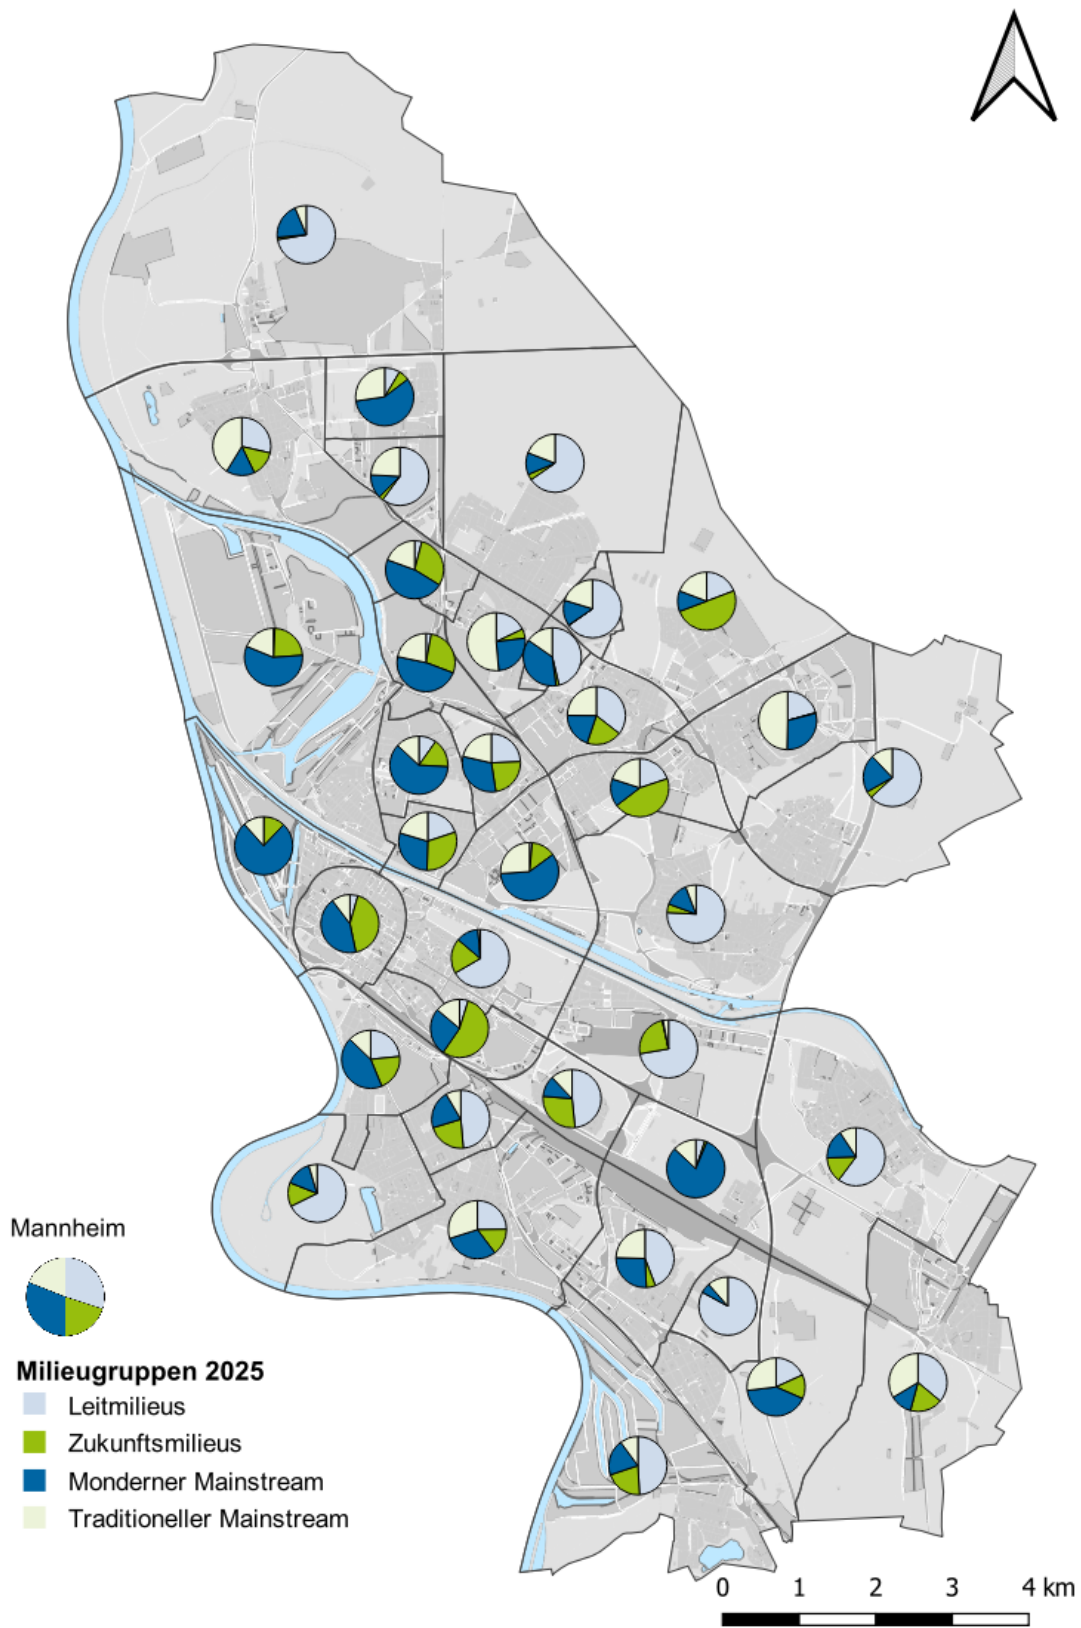 Mannheim
Milieugruppen 2025
Leitmilieus
Zukunftsmilieus
Monderner Mainstream
Traditioneller Mainstream
0 1 2 3 4 km